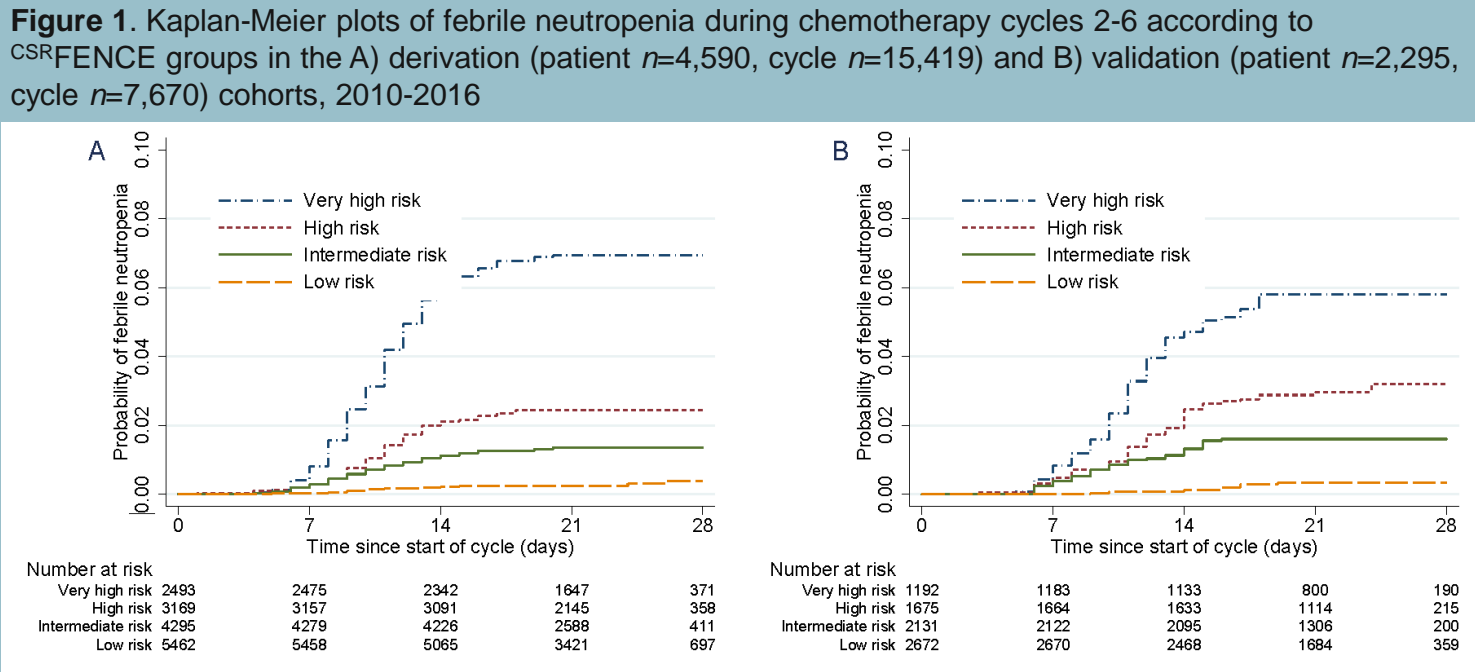 Figure 1. Kaplan-Meier plots of febrile neutropenia during chemotherapy cycles 2-6 according to
CSRFENCE groups in the A) derivation (patient n=4,590, cycle n=15,419) and B) validation (patient n=2,295,
cycle n=7,670) cohorts, 2010-2016
A
Probability of febrile neutropenia
0.10
0.08
0.06
0.04
0.02
0.00
Very high risk
High risk
Intermediate risk
Low risk
0 7 14 21 28
Time since start of cycle (days)
Number at risk
Very high risk 2493 2475 2342 1647 371
High risk 3169 3157 3091 2145 358
Intermediate risk 4295 4279 4226 2588 411
Low risk 5462 5458 5065 3421 697
B
Probability of febrile neutropenia
0.10
0.08
0.06
0.04
0.02
0.00
Very high risk
High risk
Intermediate risk
Low risk
0 7 14 21 28
Time since start of cycle (days)
Number at risk
Very high risk 1192 1183 1133 800 190
High risk 1675 1664 1633 1114 215
Intermediate risk 2131 2122 2095 1306 200
Low risk 2672 2670 2468 1684 359